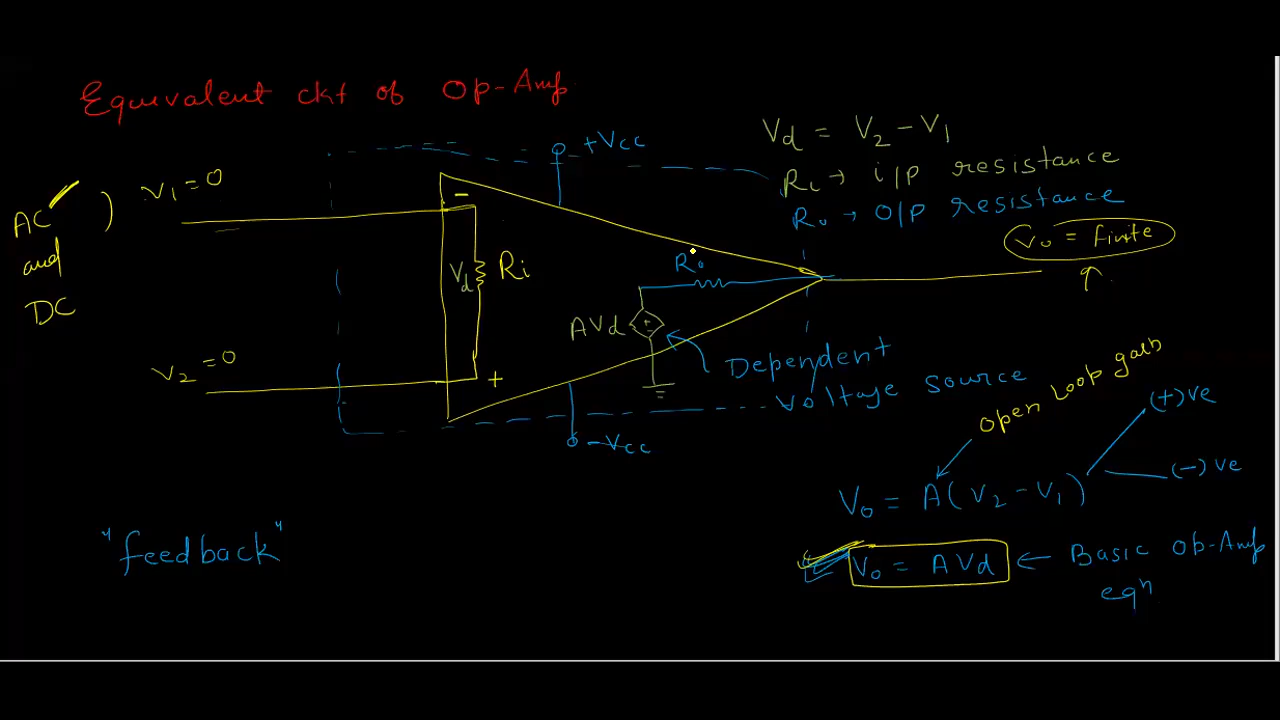 Equivalent ckt of Op-Amp
Vd = V2 - V1
Ri → i/p resistance
Ro → O/p resistance
Vo = finite
AC
and
DC
V1 = 0
+Vcc
-
Vd
Ri
Ro
AVd
+
-
V2 = 0
+
-Vcc
Dependent
Voltage Source
Open Loop gain
(+)ve
(-)ve
Vo = A(V2 - V1)
Vo = AVd ← Basic Op-Amp
eqn
"feedback"